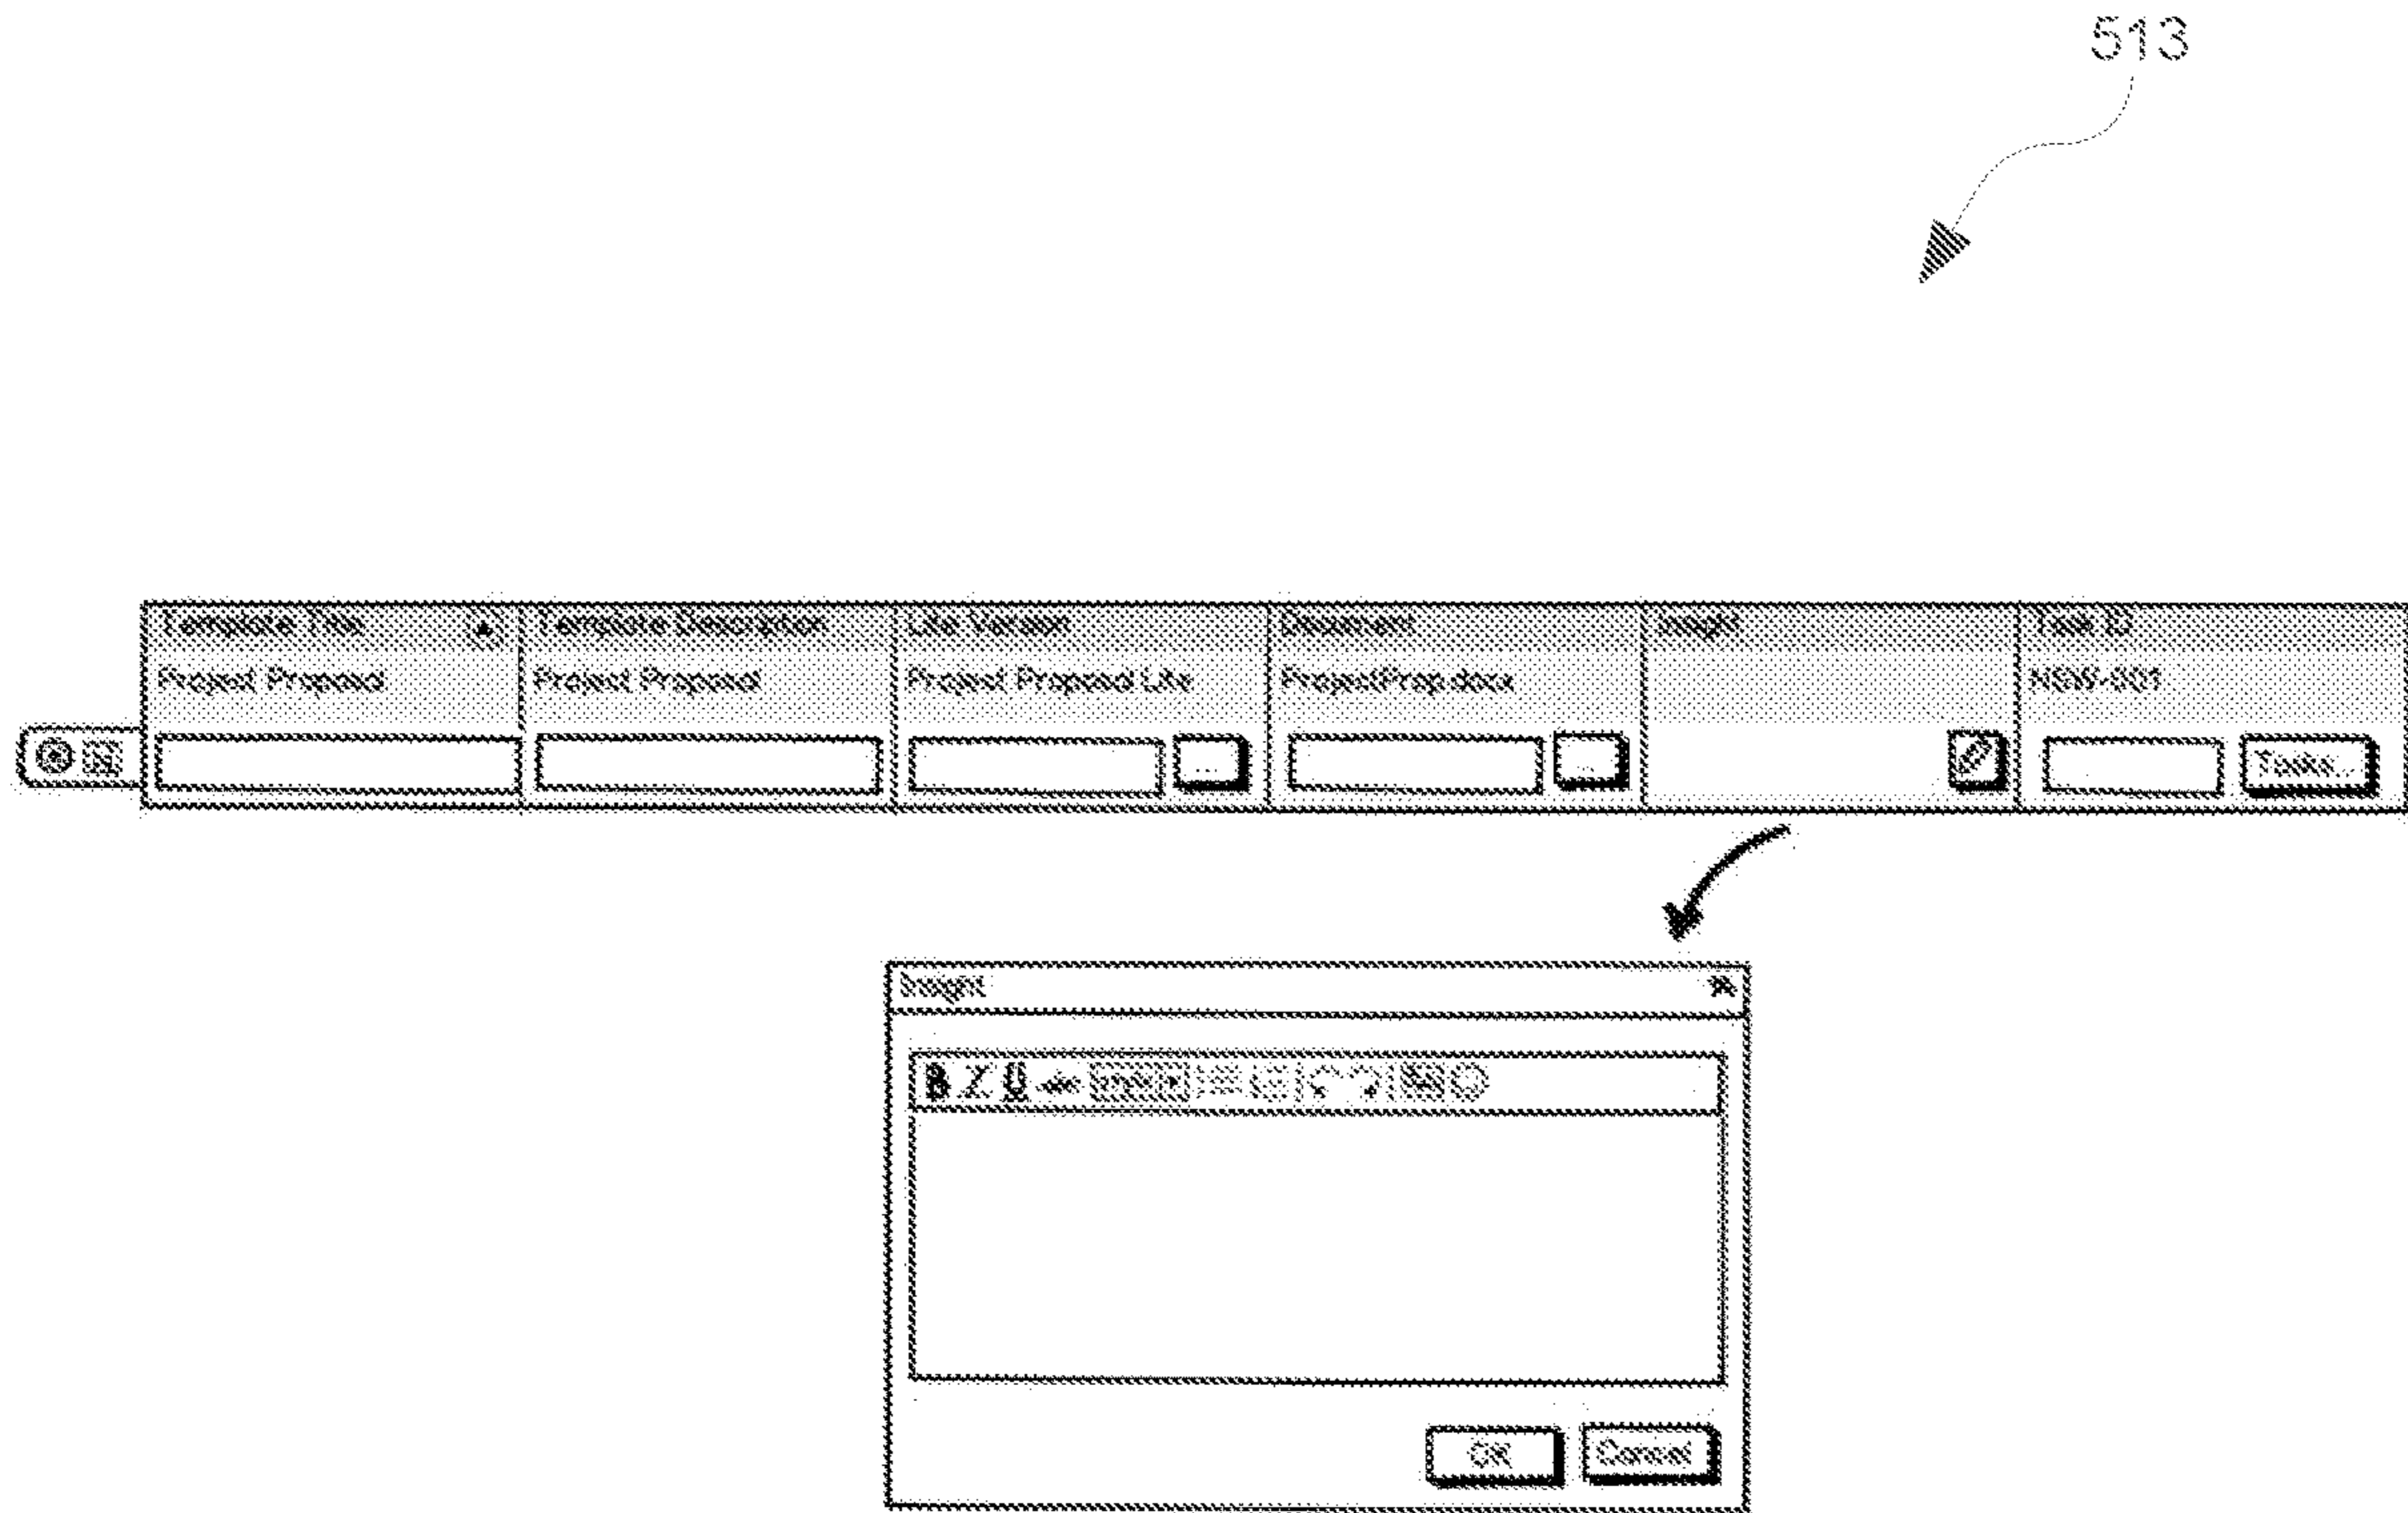 513
Template Title Template Description Lite Version Document Insight Task ID
Project Proposal Project Proposal Project Proposal Lite ProjectProp.docx NSW-001
... ... Tasks...
Insight
B I U abc
OK Cancel